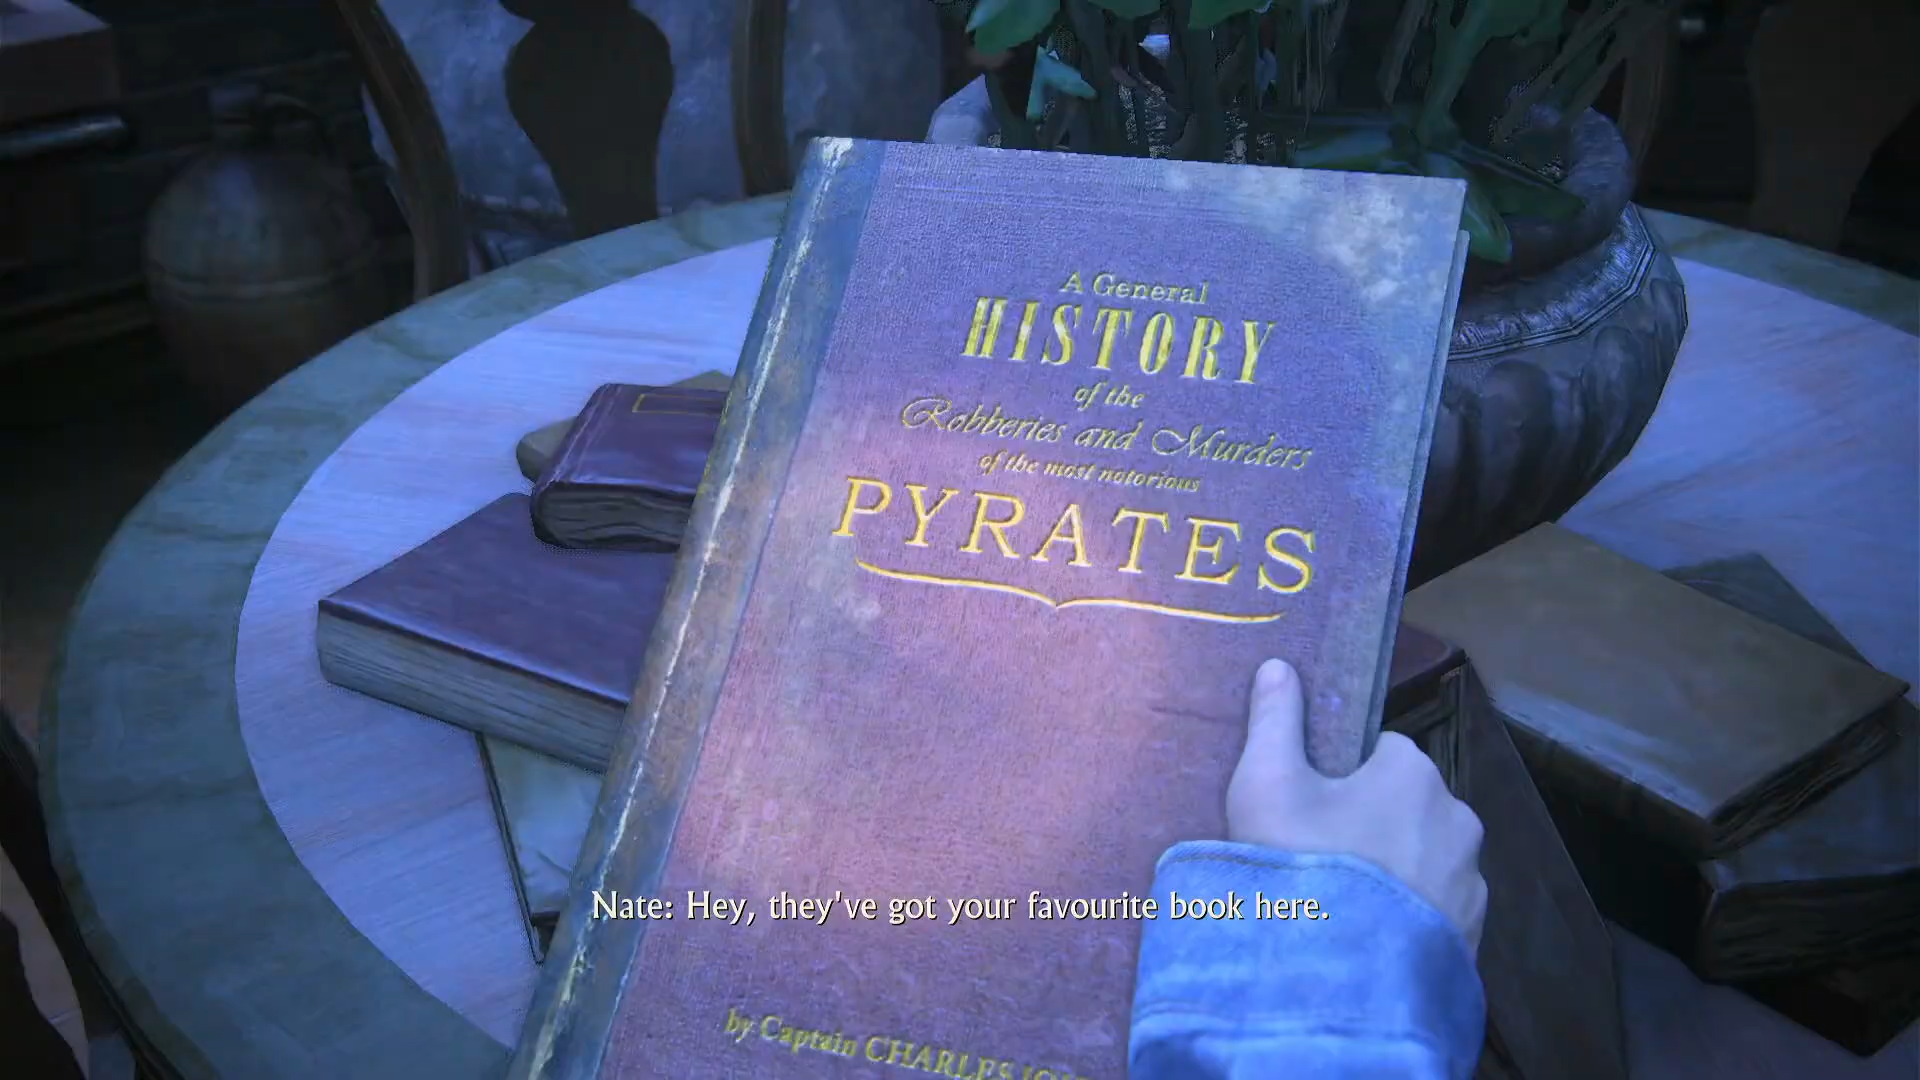 A General
HISTORY
of the
Robberies and Murders
of the most notorious
PYRATES
Nate: Hey, they've got your favourite book here.
by Captain CHARLES